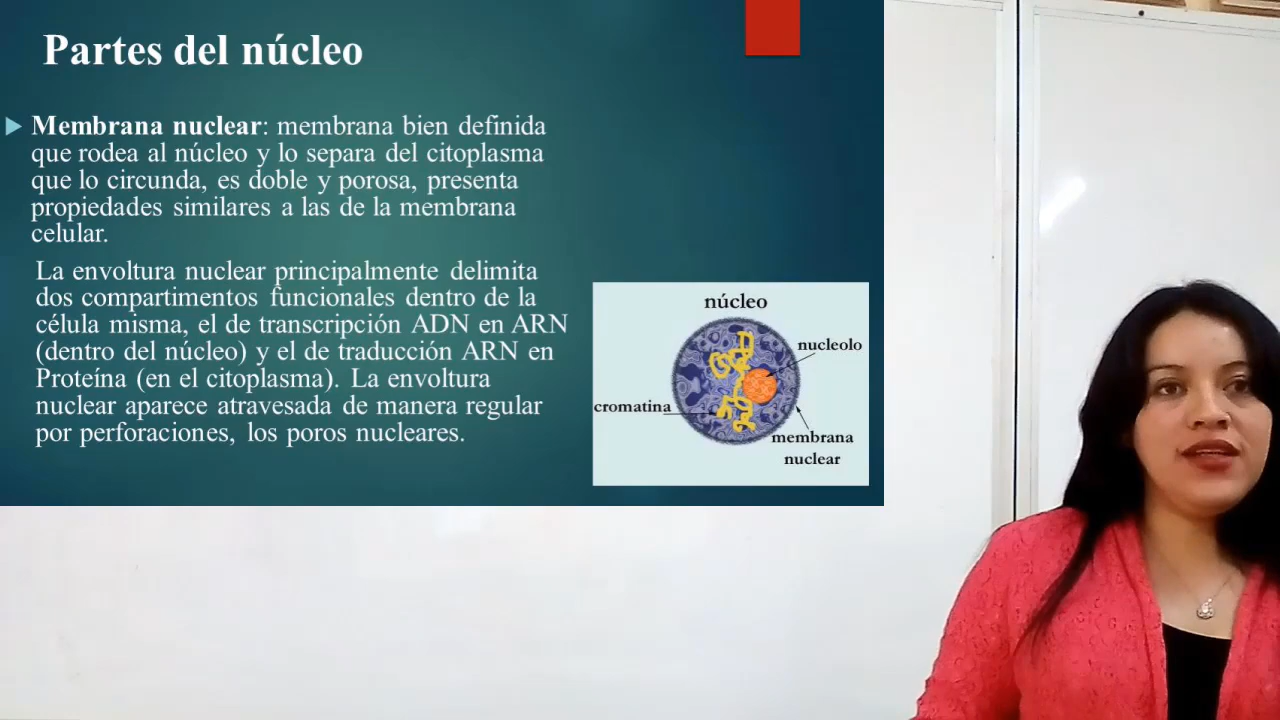 Partes del núcleo
Membrana nuclear: membrana bien definida
que rodea al núcleo y lo separa del citoplasma
que lo circunda, es doble y porosa, presenta
propiedades similares a las de la membrana
celular.
La envoltura nuclear principalmente delimita
dos compartimentos funcionales dentro de la
célula misma, el de transcripción ADN en ARN
(dentro del núcleo) y el de traducción ARN en
Proteína (en el citoplasma). La envoltura
nuclear aparece atravesada de manera regular
por perforaciones, los poros nucleares.
núcleo
nucleolo
cromatina
membrana
nuclear